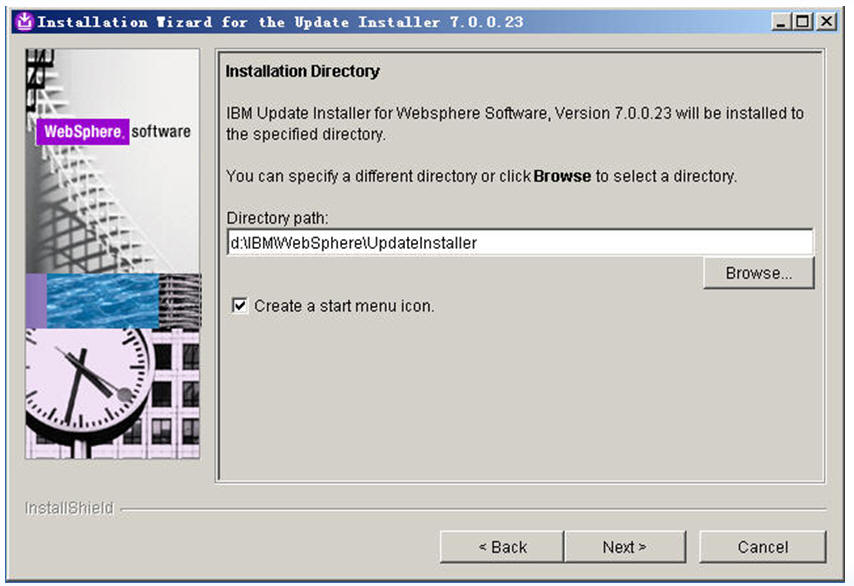 Installation Wizard for the Update Installer 7.0.0.23
WebSphere. software
Installation Directory
IBM Update Installer for Websphere Software, Version 7.0.0.23 will be installed to
the specified directory.
You can specify a different directory or click Browse to select a directory.
Directory path:
d:\IBM\WebSphere\UpdateInstaller
Browse...
Create a start menu icon.
InstallShield
< Back
Next >
Cancel